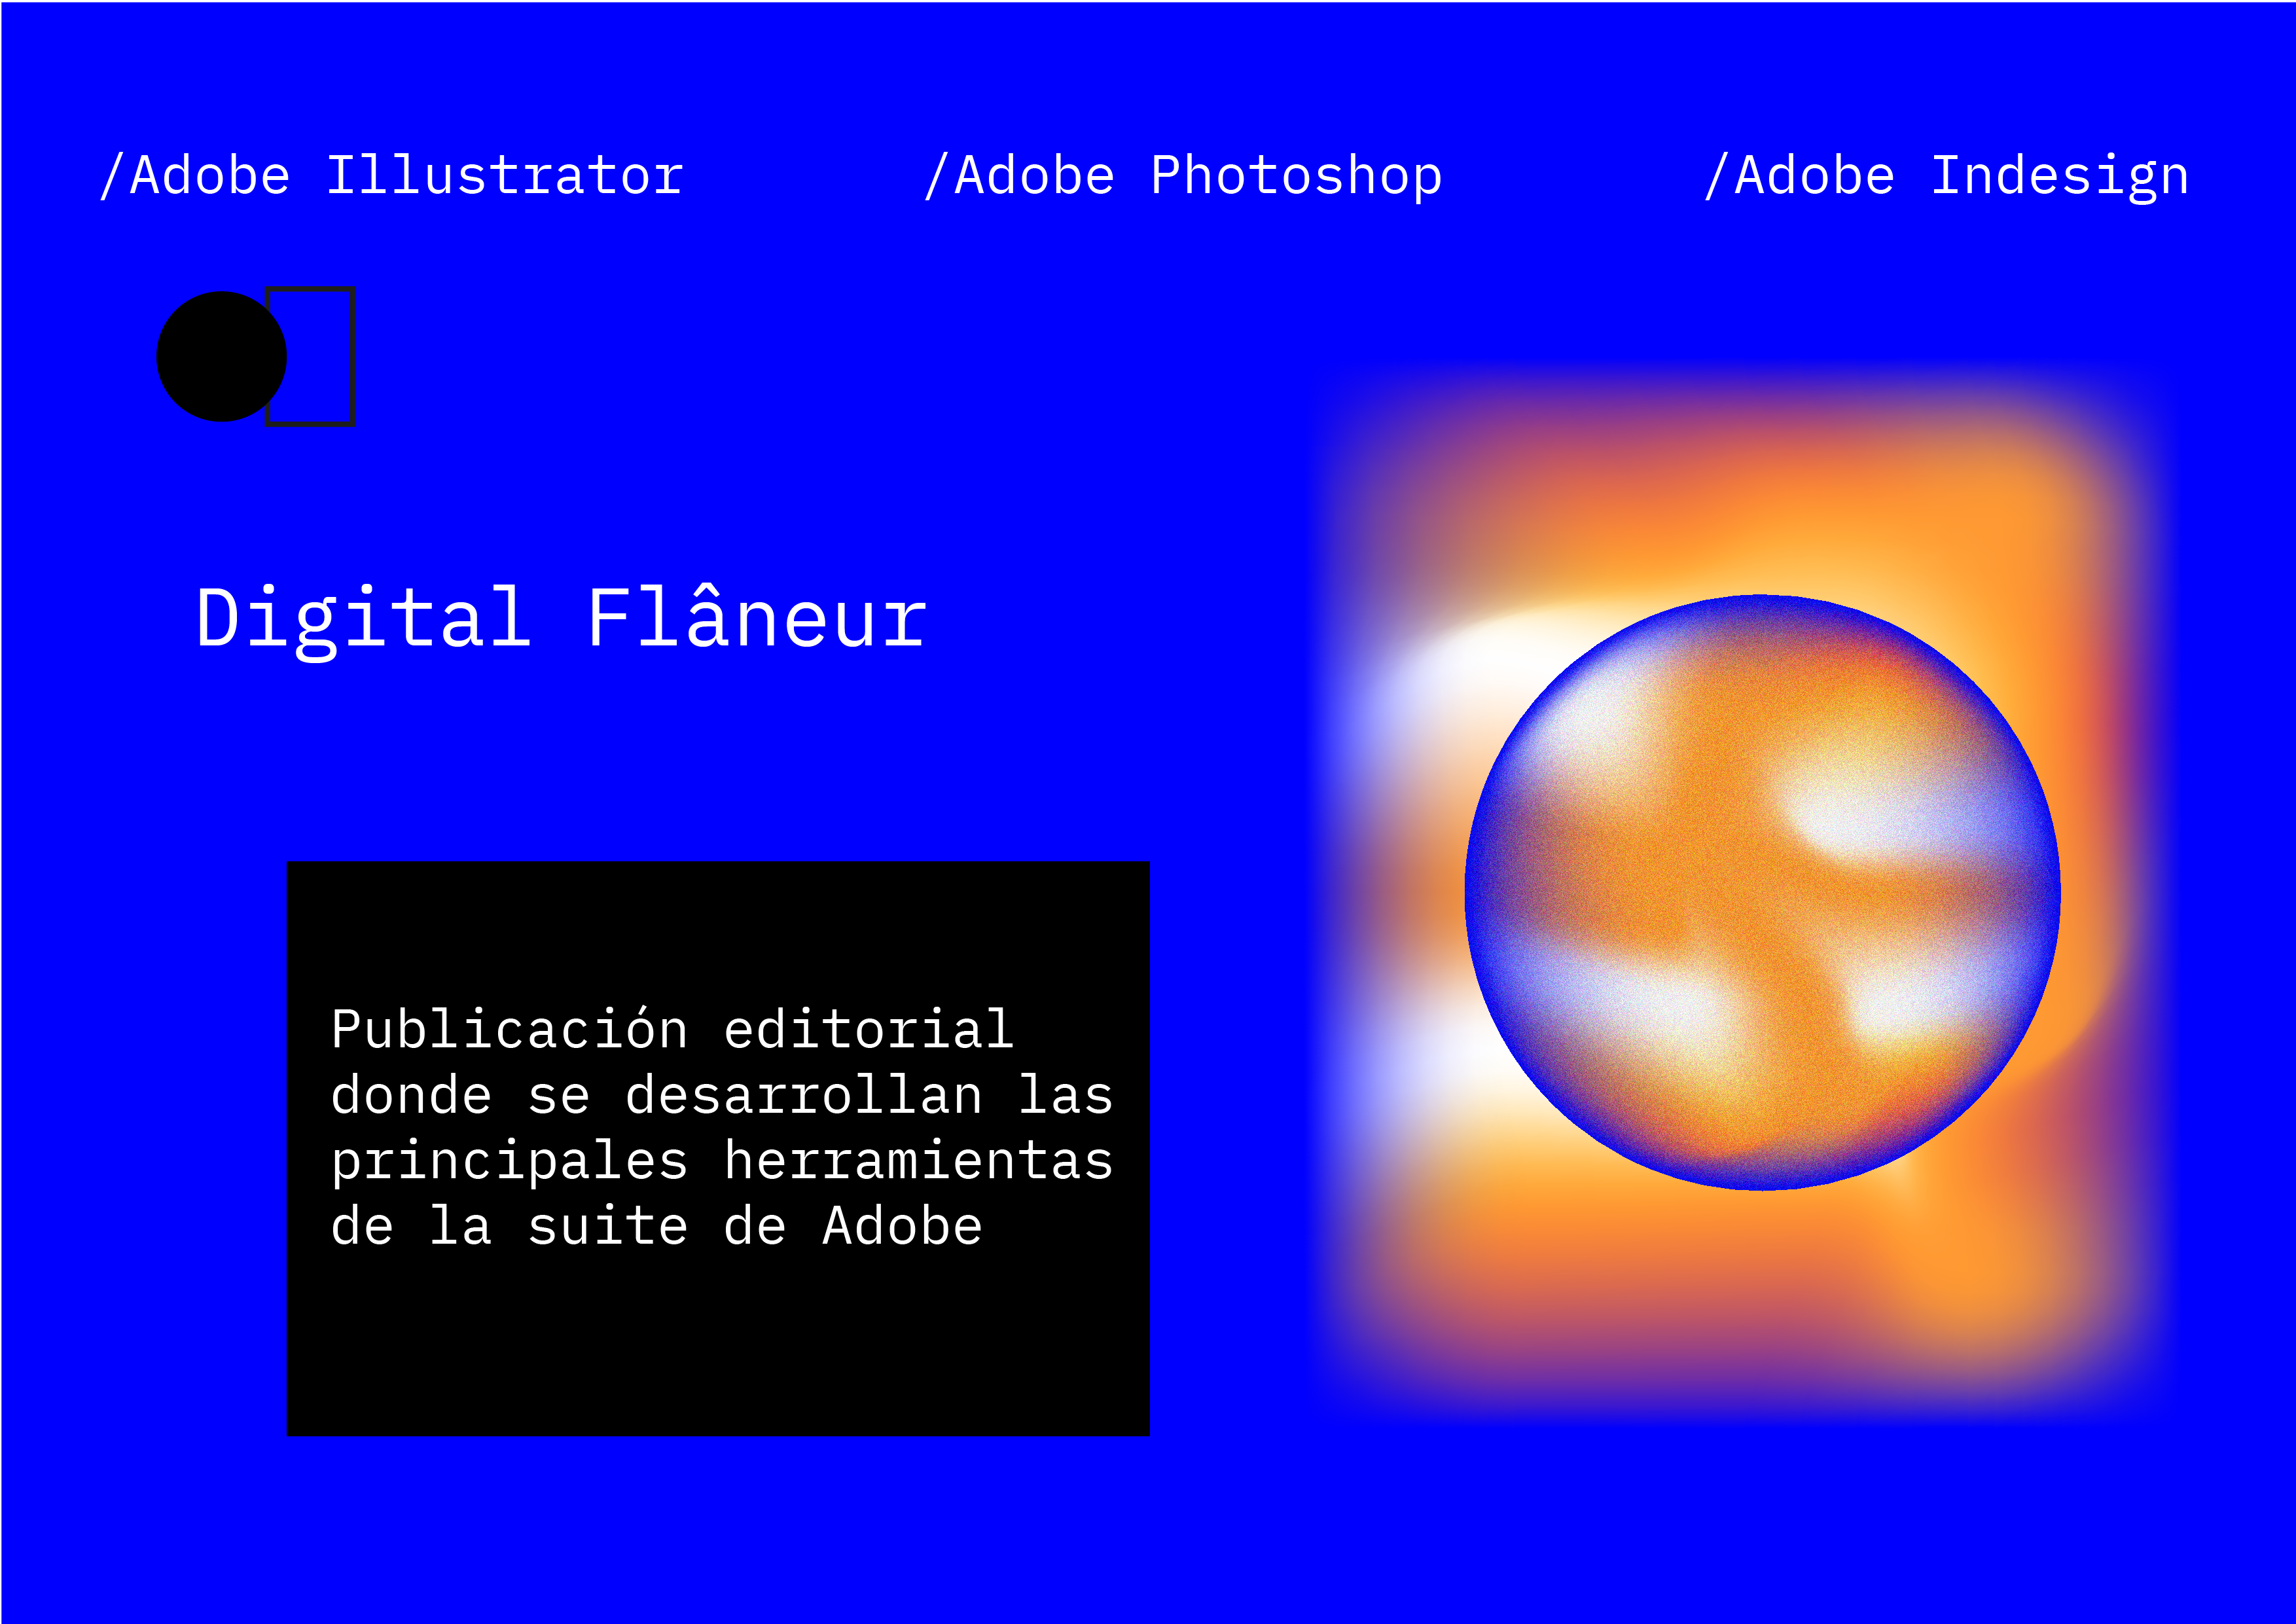 /Adobe Illustrator
/Adobe Photoshop
/Adobe Indesign
Digital Flâneur
Publicación editorial
donde se desarrollan las
principales herramientas
de la suite de Adobe